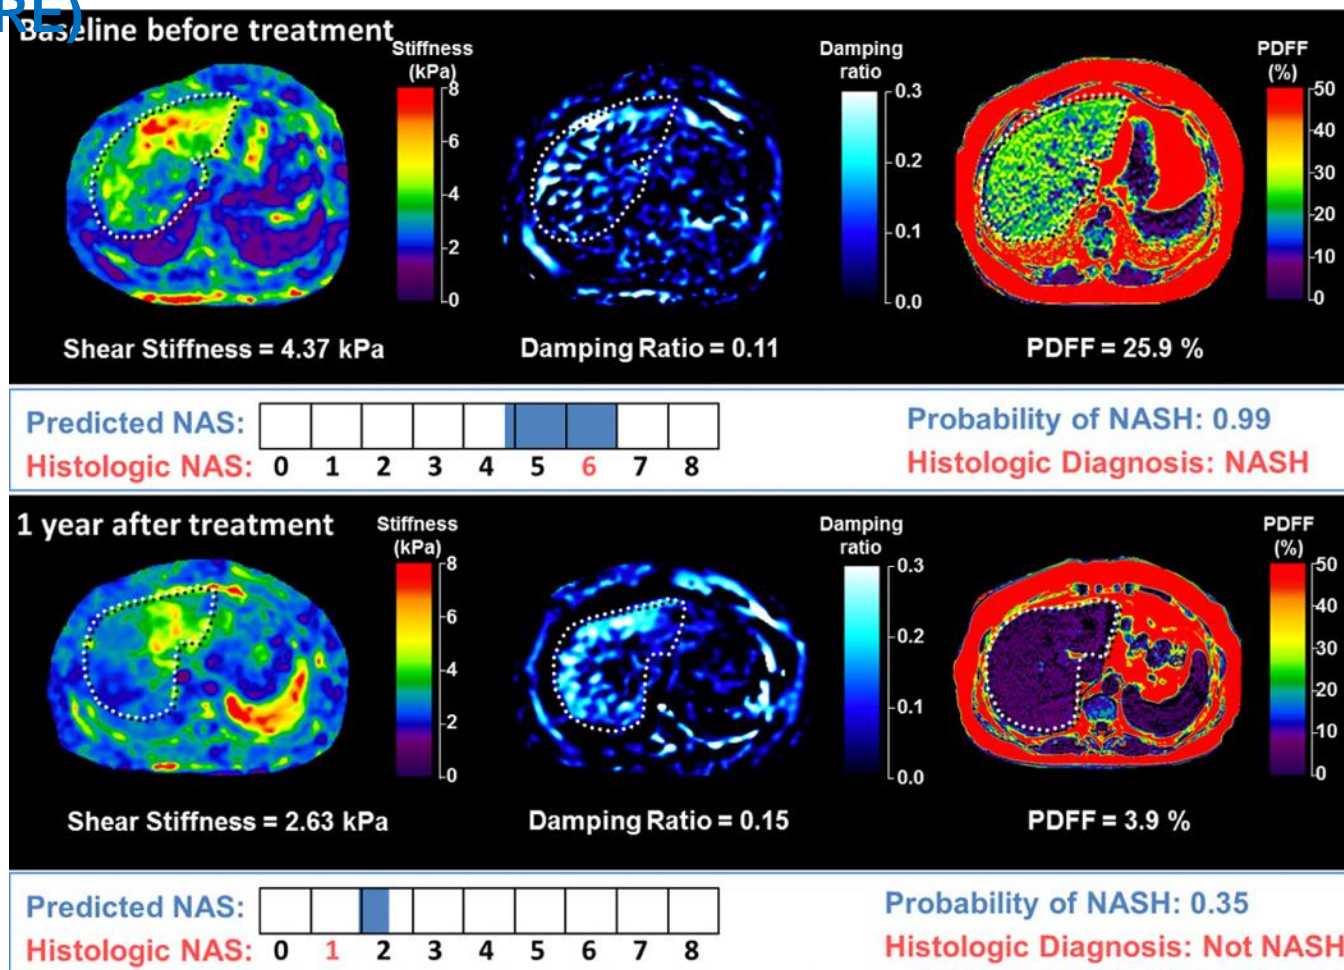 RE)
Baseline before treatment
Stiffness
(kPa)
8
6
4
2
0
Damping
ratio
0.3
0.2
0.1
0.0
PDFF
(%)
50
40
30
20
10
0
Shear Stiffness = 4.37 kPa
Damping Ratio = 0.11
PDFF = 25.9 %
Predicted NAS:
Probability of NASH: 0.99
Histologic NAS: 0 1 2 3 4 5 6 7 8
Histologic Diagnosis: NASH
1 year after treatment
Stiffness
(kPa)
8
6
4
2
0
Damping
ratio
0.3
0.2
0.1
0.0
PDFF
(%)
50
40
30
20
10
0
Shear Stiffness = 2.63 kPa
Damping Ratio = 0.15
PDFF = 3.9 %
Predicted NAS:
Probability of NASH: 0.35
Histologic NAS: 0 1 2 3 4 5 6 7 8
Histologic Diagnosis: Not NASH